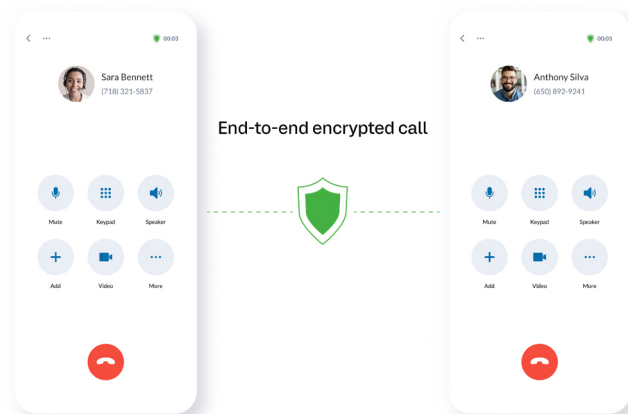 00:03
Sara Bennett
(718) 321-5837
Mute Keypad Speaker
Add Video More
End-to-end encrypted call
00:03
Anthony Silva
(650) 892-9241
Mute Keypad Speaker
Add Video More